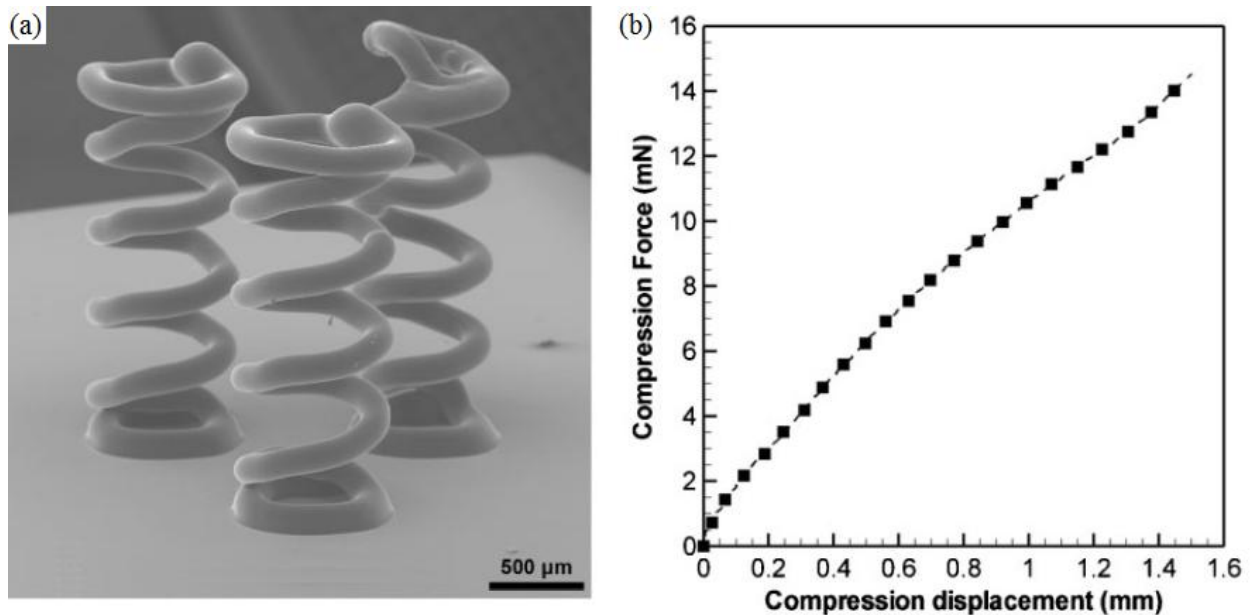 (a)
500 μm
(b)
Compression Force (mN)
16
14
12
10
8
6
4
2
0
0 0.2 0.4 0.6 0.8 1 1.2 1.4 1.6
Compression displacement (mm)